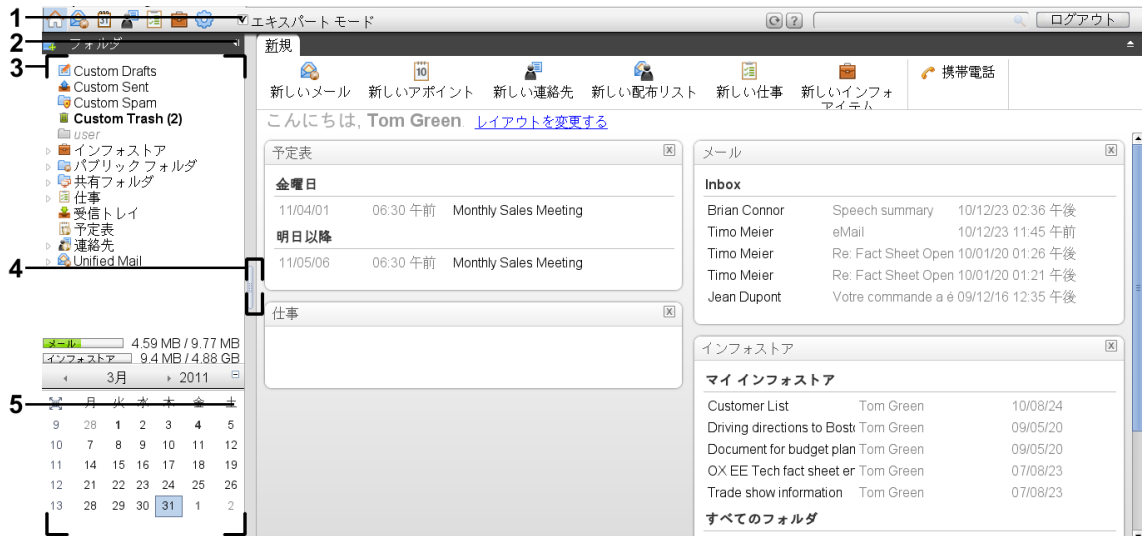 1
エキスパート モード
?
ログアウト
2
フォルダ
新規
3
Custom Drafts
Custom Sent
Custom Spam
Custom Trash (2)
user
インフォストア
パブリック フォルダ
共有フォルダ
仕事
受信トレイ
予定表
連絡先
Unified Mail
4
新しいメール
新しいアポイント
新しい連絡先
新しい配布リスト
新しい仕事
新しいインフォ
アイテム
携帯電話
こんにちは, Tom Green. レイアウトを変更する
予定表 X
金曜日
11/04/01 06:30 午前 Monthly Sales Meeting
明日以降
11/05/06 06:30 午前 Monthly Sales Meeting
仕事 X
メール X
Inbox
Brian Connor Speech summary 10/12/23 02:36 午後
Timo Meier eMail 10/12/23 11:45 午前
Timo Meier Re: Fact Sheet Open 10/01/20 01:26 午後
Timo Meier Re: Fact Sheet Open 10/01/20 01:21 午後
Jean Dupont Votre commande a é 09/12/16 12:35 午後
インフォストア X
マイ インフォストア
Customer List Tom Green 10/08/24
Driving directions to Bost Tom Green 09/05/20
Document for budget plan Tom Green 09/05/20
OX EE Tech fact sheet er Tom Green 07/08/23
Trade show information Tom Green 07/08/23
すべてのフォルダ
メール 4.59 MB / 9.77 MB
インフォストア 9.4 MB / 4.88 GB
3月 2011
5
月 火 水 木 金 土
9 28 1 2 3 4 5
10 7 8 9 10 11 12
11 14 15 16 17 18 19
12 21 22 23 24 25 26
13 28 29 30 31 1 2